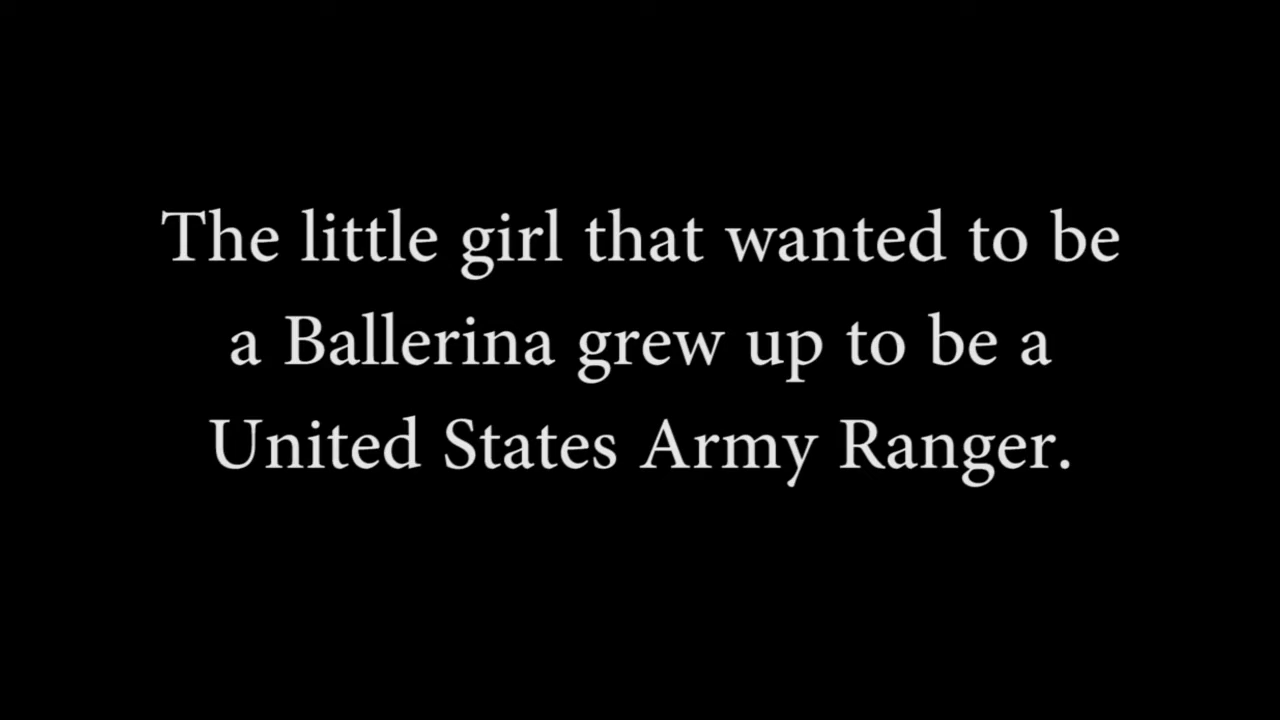 The little girl that wanted to be
a Ballerina grew up to be a
United States Army Ranger.